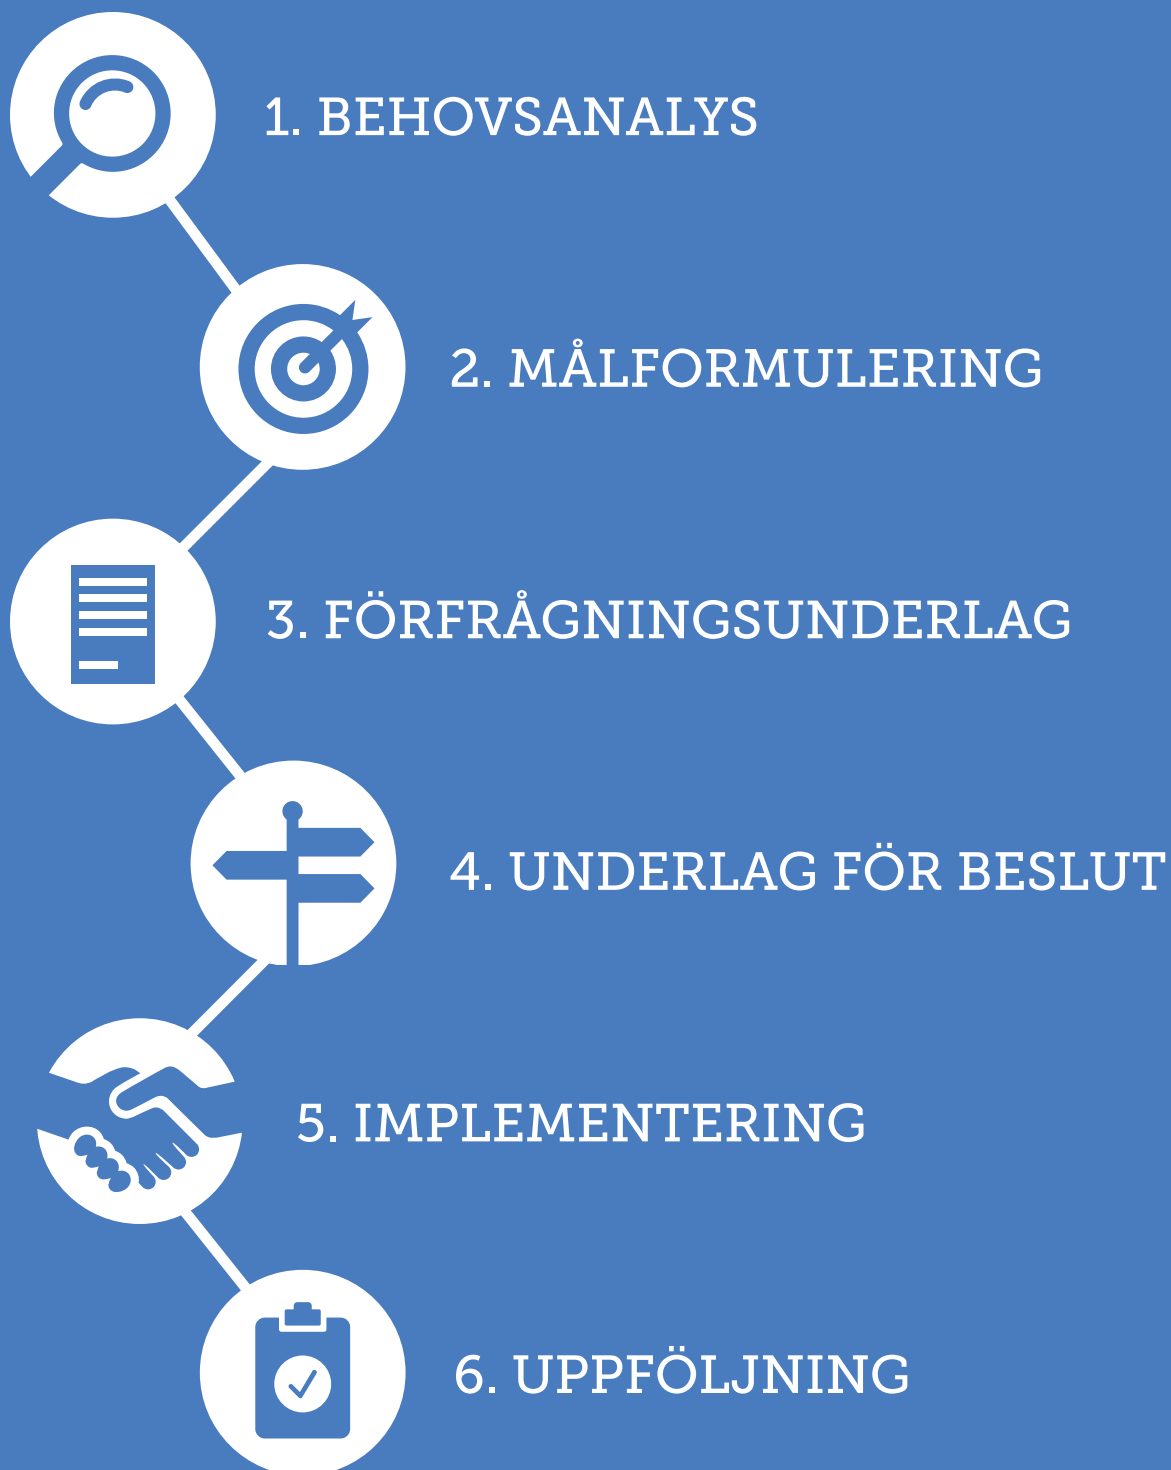 1. BEHOVSANALYS
2. MÅLFORMULERING
3. FÖRFRÅGNINGSUNDERLAG
4. UNDERLAG FÖR BESLUT
5. IMPLEMENTERING
6. UPPFÖLJNING